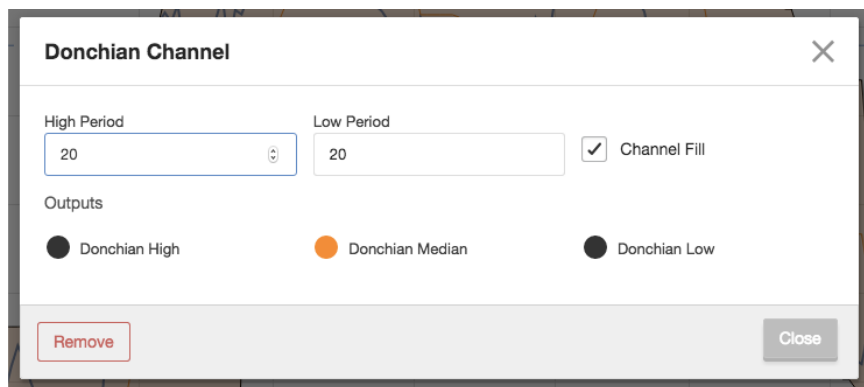 Donchian Channel
High Period
Low Period
20
20
Channel Fill
Outputs
Donchian High
Donchian Median
Donchian Low
Remove
Close